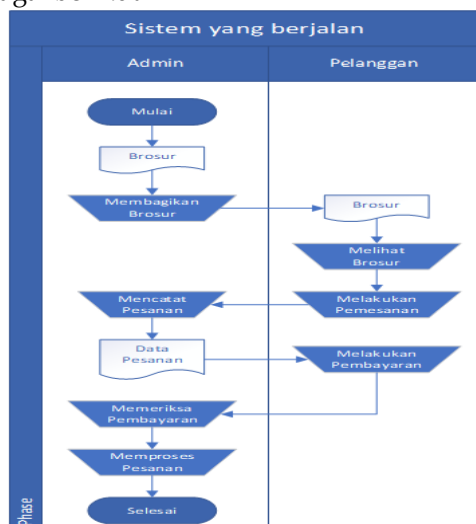 Sistem yang berjalan
Admin
Pelanggan
Mulai
Brosur
Membagikan
Brosur
Brosur
Melihat
Brosur
Melakukan
Pemesanan
Mencatat
Pesanan
Data
Pesanan
Melakukan
Pembayaran
Memeriksa
Pembayaran
Memproses
Pesanan
Selesai
Phase